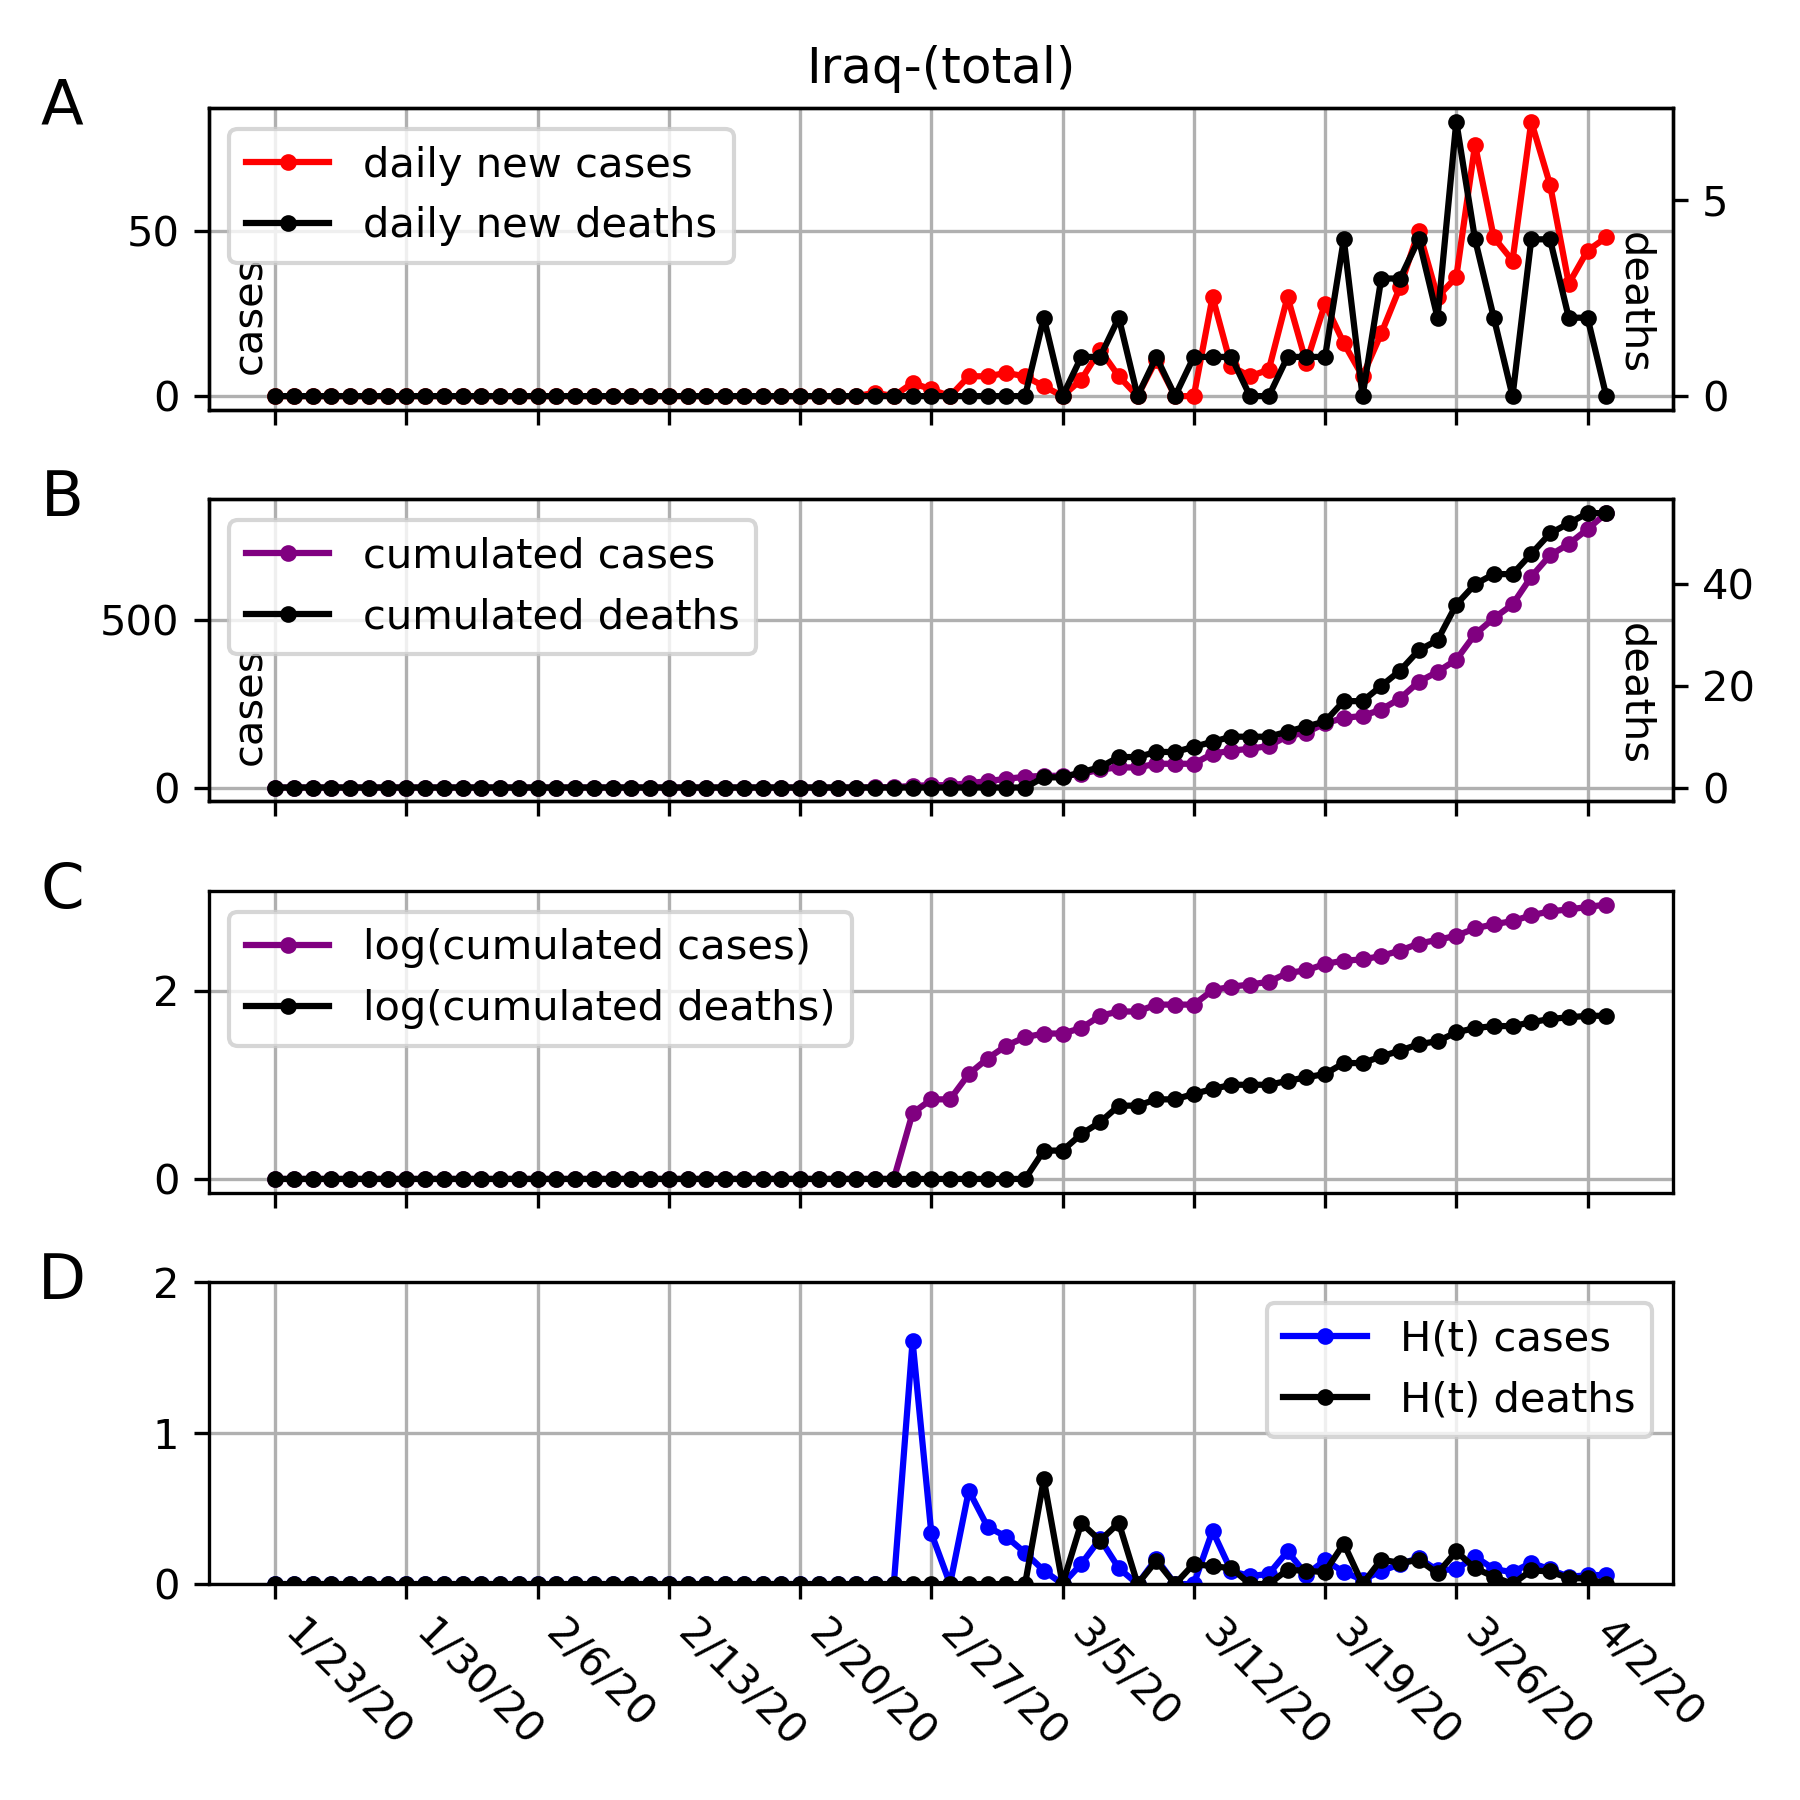 Iraq-(total)
A
daily new cases
daily new deaths
50
0
cases
5
0
deaths
B
cumulated cases
cumulated deaths
500
0
cases
40
20
0
deaths
C
log(cumulated cases)
log(cumulated deaths)
2
0
D
2
1
0
H(t) cases
H(t) deaths
1/23/20
1/30/20
2/6/20
2/13/20
2/20/20
2/27/20
3/5/20
3/12/20
3/19/20
3/26/20
4/2/20